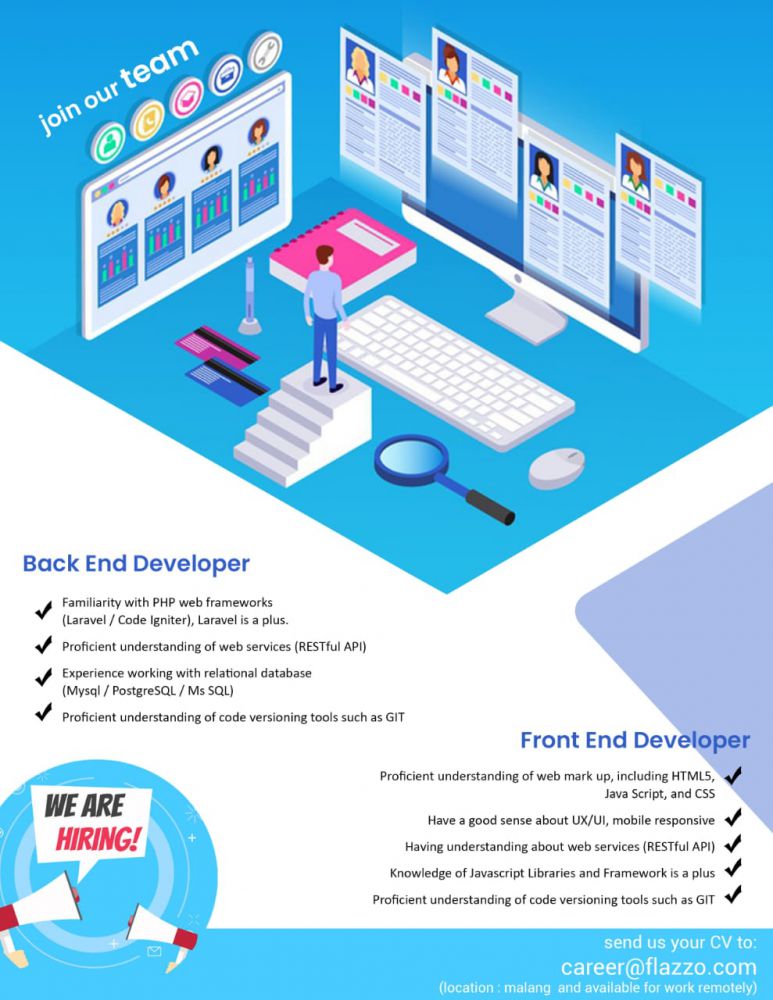 join our team
Back End Developer
Familiarity with PHP web frameworks
(Laravel / Code Igniter), Laravel is a plus.
Proficient understanding of web services (RESTful API)
Experience working with relational database
(Mysql / PostgreSQL / Ms SQL)
Proficient understanding of code versioning tools such as GIT
Front End Developer
Proficient understanding of web mark up, including HTML5,
Java Script, and CSS
Have a good sense about UX/UI, mobile responsive
Having understanding about web services (RESTful API)
Knowledge of Javascript Libraries and Framework is a plus
Proficient understanding of code versioning tools such as GIT
WE ARE
HIRING!
send us your CV to:
career@flazzo.com
(location : malang and available for work remotely)